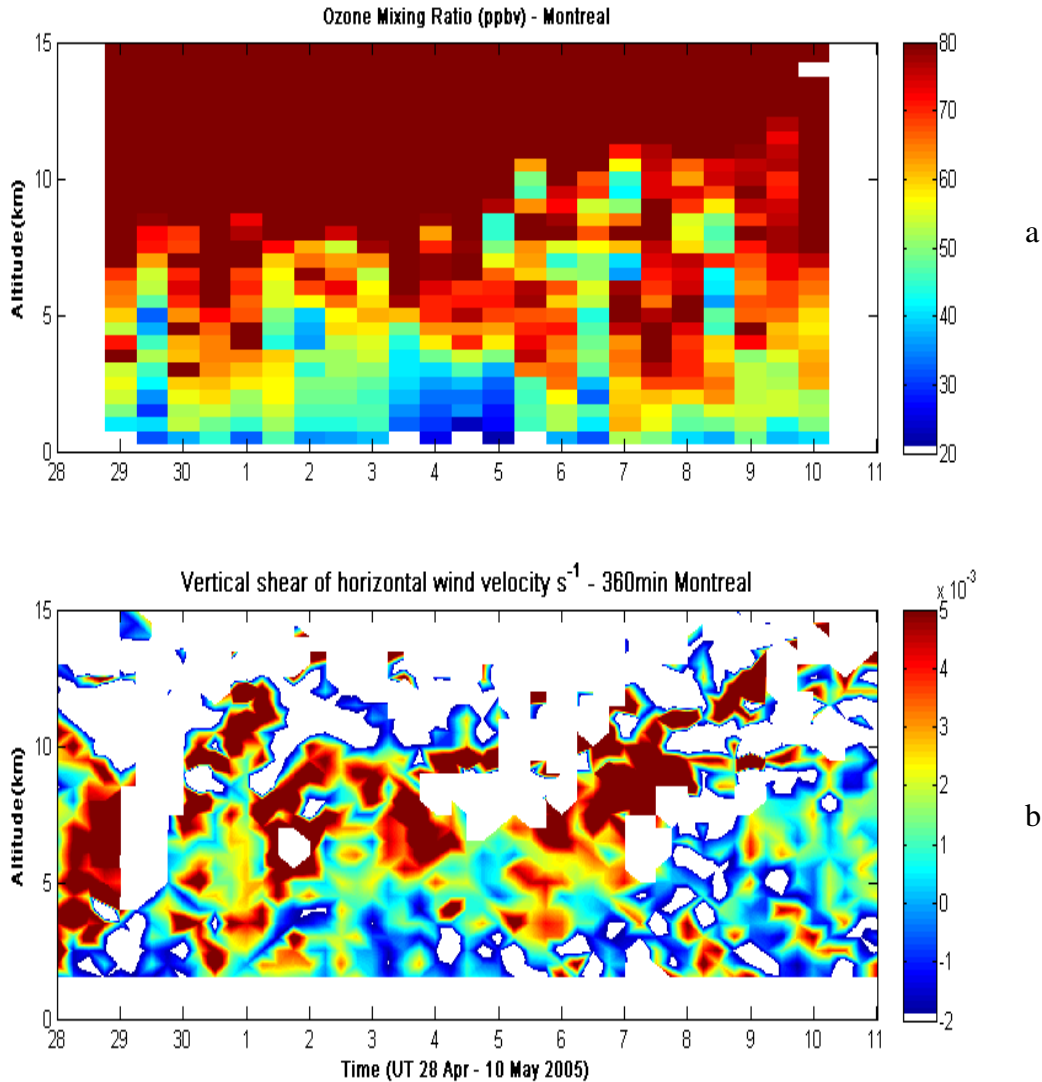 Ozone Mixing Ratio (ppbv) - Montreal
15
10
5
0
Altitude(km)
28 29 30 1 2 3 4 5 6 7 8 9 10 11
80
70
60
50
40
30
20
a
Vertical shear of horizontal wind velocity s⁻¹ - 360min Montreal
15
10
5
0
Altitude(km)
28 29 30 1 2 3 4 5 6 7 8 9 10 11
Time (UT 28 Apr - 10 May 2005)
x 10⁻³
5
4
3
2
1
0
-1
-2
b